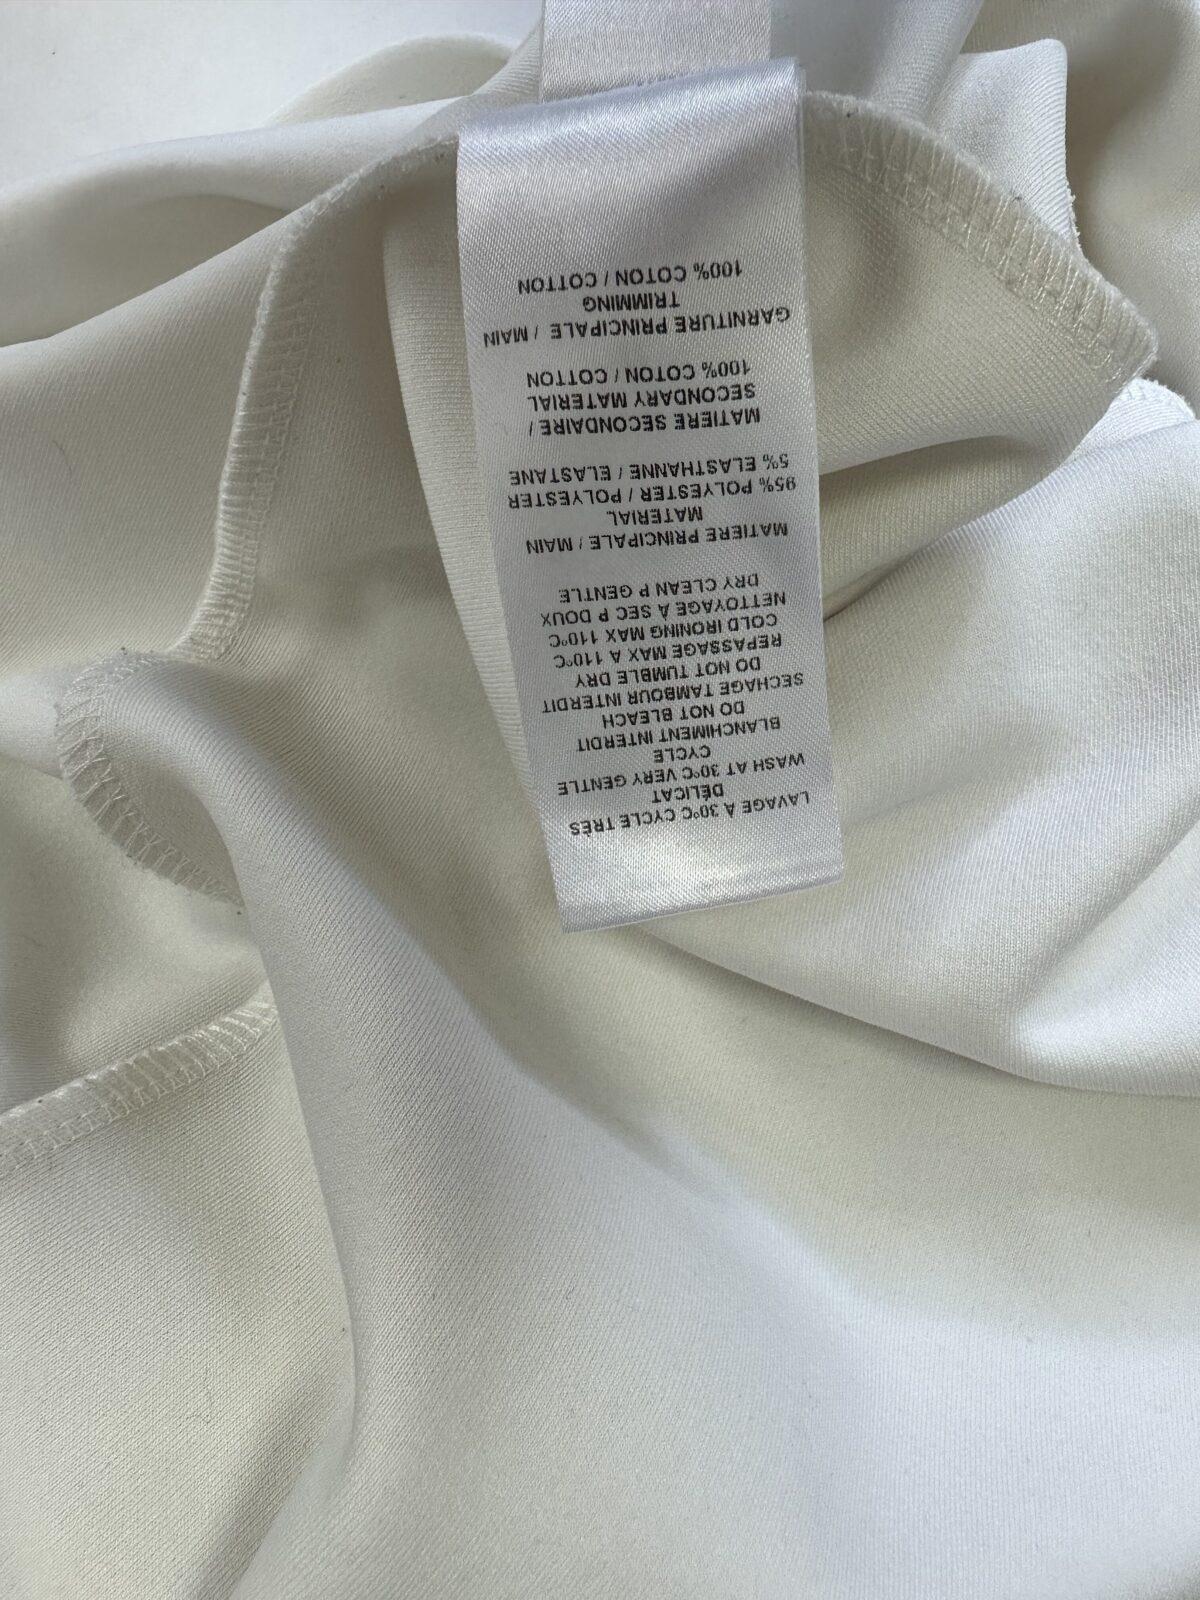 LAVAGE À 30°C CYCLE TRÈS
DÉLICAT
WASH AT 30°C VERY GENTLE
CYCLE
BLANCHIMENT INTERDIT
DO NOT BLEACH
SECHAGE TAMBOUR INTERDIT
DO NOT TUMBLE DRY
REPASSAGE MAX A 110°C
COLD IRONING MAX 110°C
NETTOYAGE À SEC P DOUX
DRY CLEAN P GENTLE
MATIERE PRINCIPALE / MAIN
MATERIAL
95% POLYESTER / POLYESTER
5% ELASTHANNE / ELASTANE
MATIERE SECONDAIRE /
SECONDARY MATERIAL
100% COTON / COTTON
GARNITURE PRINCIPALE / MAIN
TRIMMING
100% COTON / COTTON